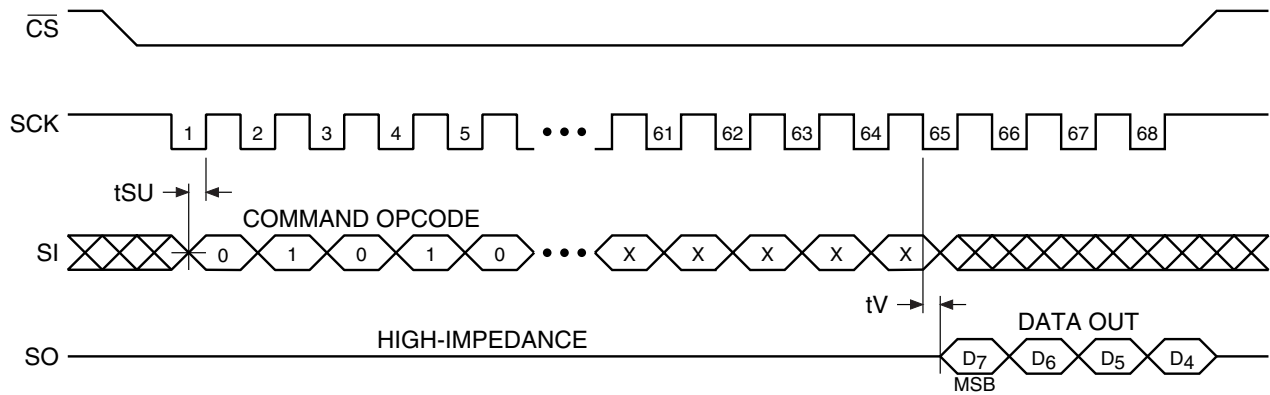 CS
SCK 1 2 3 4 5 ••• 61 62 63 64 65 66 67 68
tSU
COMMAND OPCODE
SI 0 1 0 1 0 ••• X X X X X
tV
HIGH-IMPEDANCE DATA OUT
SO D7 D6 D5 D4
MSB